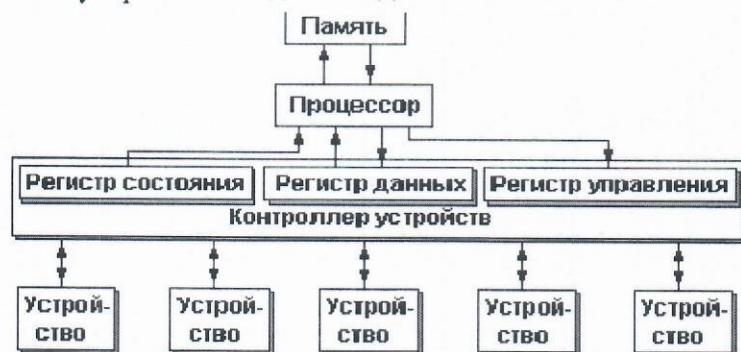 Память
Процессор
Регистр состояния Регистр данных Регистр управления
Контроллер устройств
Устрой- Устрой- Устрой- Устрой- Устрой-
ство ство ство ство ство